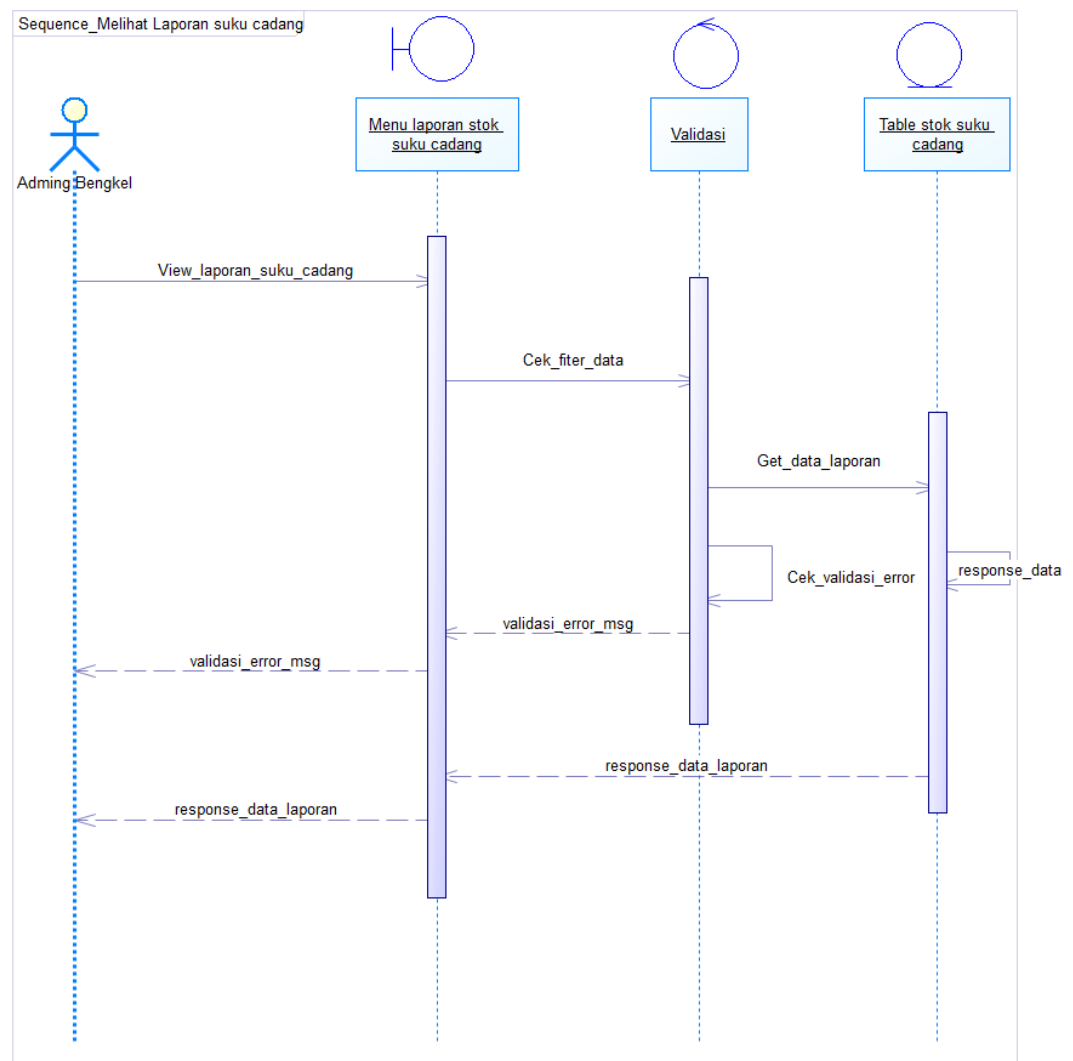 Sequence_Melihat Laporan suku cadang
Adming Bengkel
Menu laporan stok
suku cadang
Validasi
Table stok suku
cadang
View_laporan_suku_cadang
Cek_fiter_data
Get_data_laporan
Cek_validasi_error
response_data
validasi_error_msg
validasi_error_msg
response_data_laporan
response_data_laporan